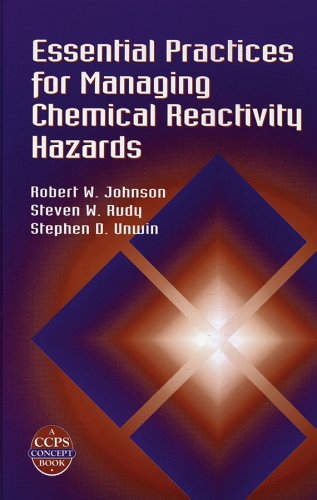 Essential Practices
for Managing
Chemical Reactivity
Hazards
Robert W. Johnson
Steven W. Rudy
Stephen D. Unwin
A
CCPS
CONCEPT
BOOK